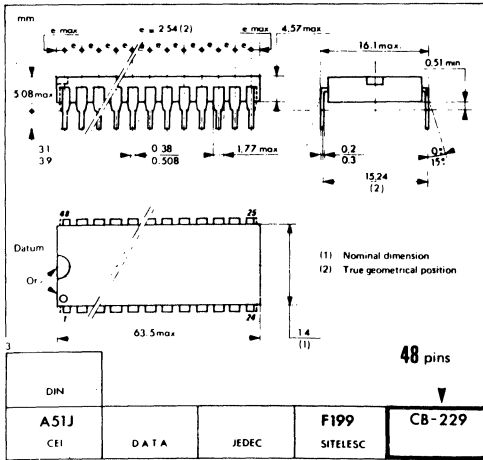 mm
e max
e = 2.54 (2)
e max
4.57 max
16.1 max.
0.51 min
5.08 max
3.1
3.9
0.38
0.508
1.77 max
0.2
0.3
0°
15°
15.24
(2)
48
25
Datum
Or
1
24
63.5 max
14
(1)
(1) Nominal dimension
(2) True geometrical position
3
48 pins
DIN
A51J
CEI
DATA
JEDEC
F199
SITELESC
CB-229